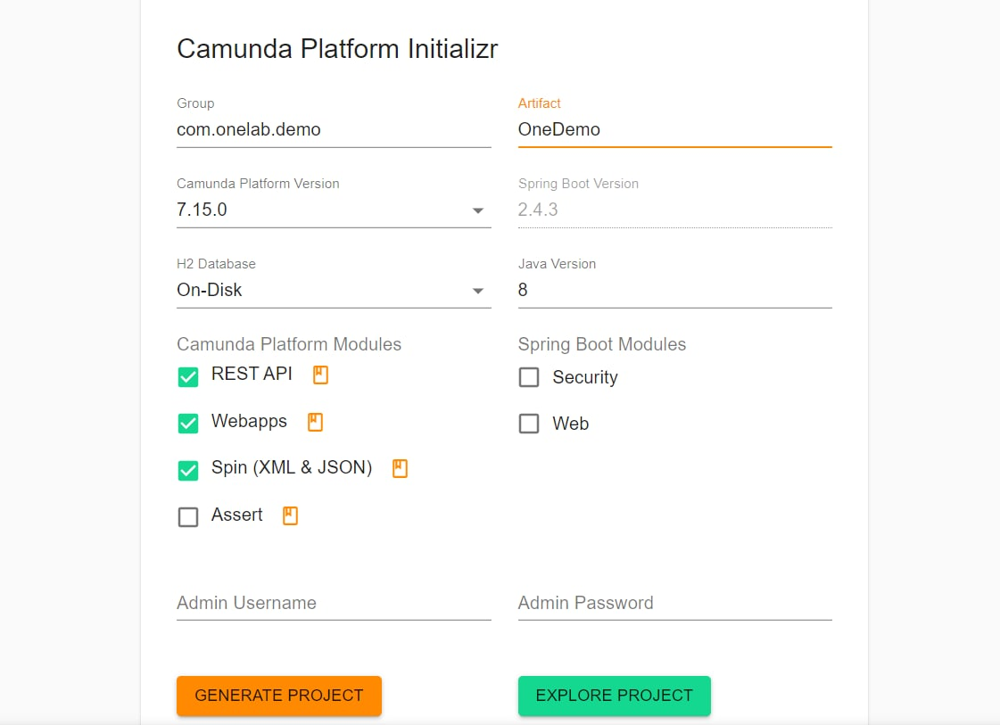 Camunda Platform Initializr
Group
Artifact
com.onelab.demo
OneDemo
Camunda Platform Version
Spring Boot Version
7.15.0
2.4.3
H2 Database
Java Version
On-Disk
8
Camunda Platform Modules
Spring Boot Modules
REST API
Security
Webapps
Web
Spin (XML & JSON)
Assert
Admin Username
Admin Password
GENERATE PROJECT
EXPLORE PROJECT